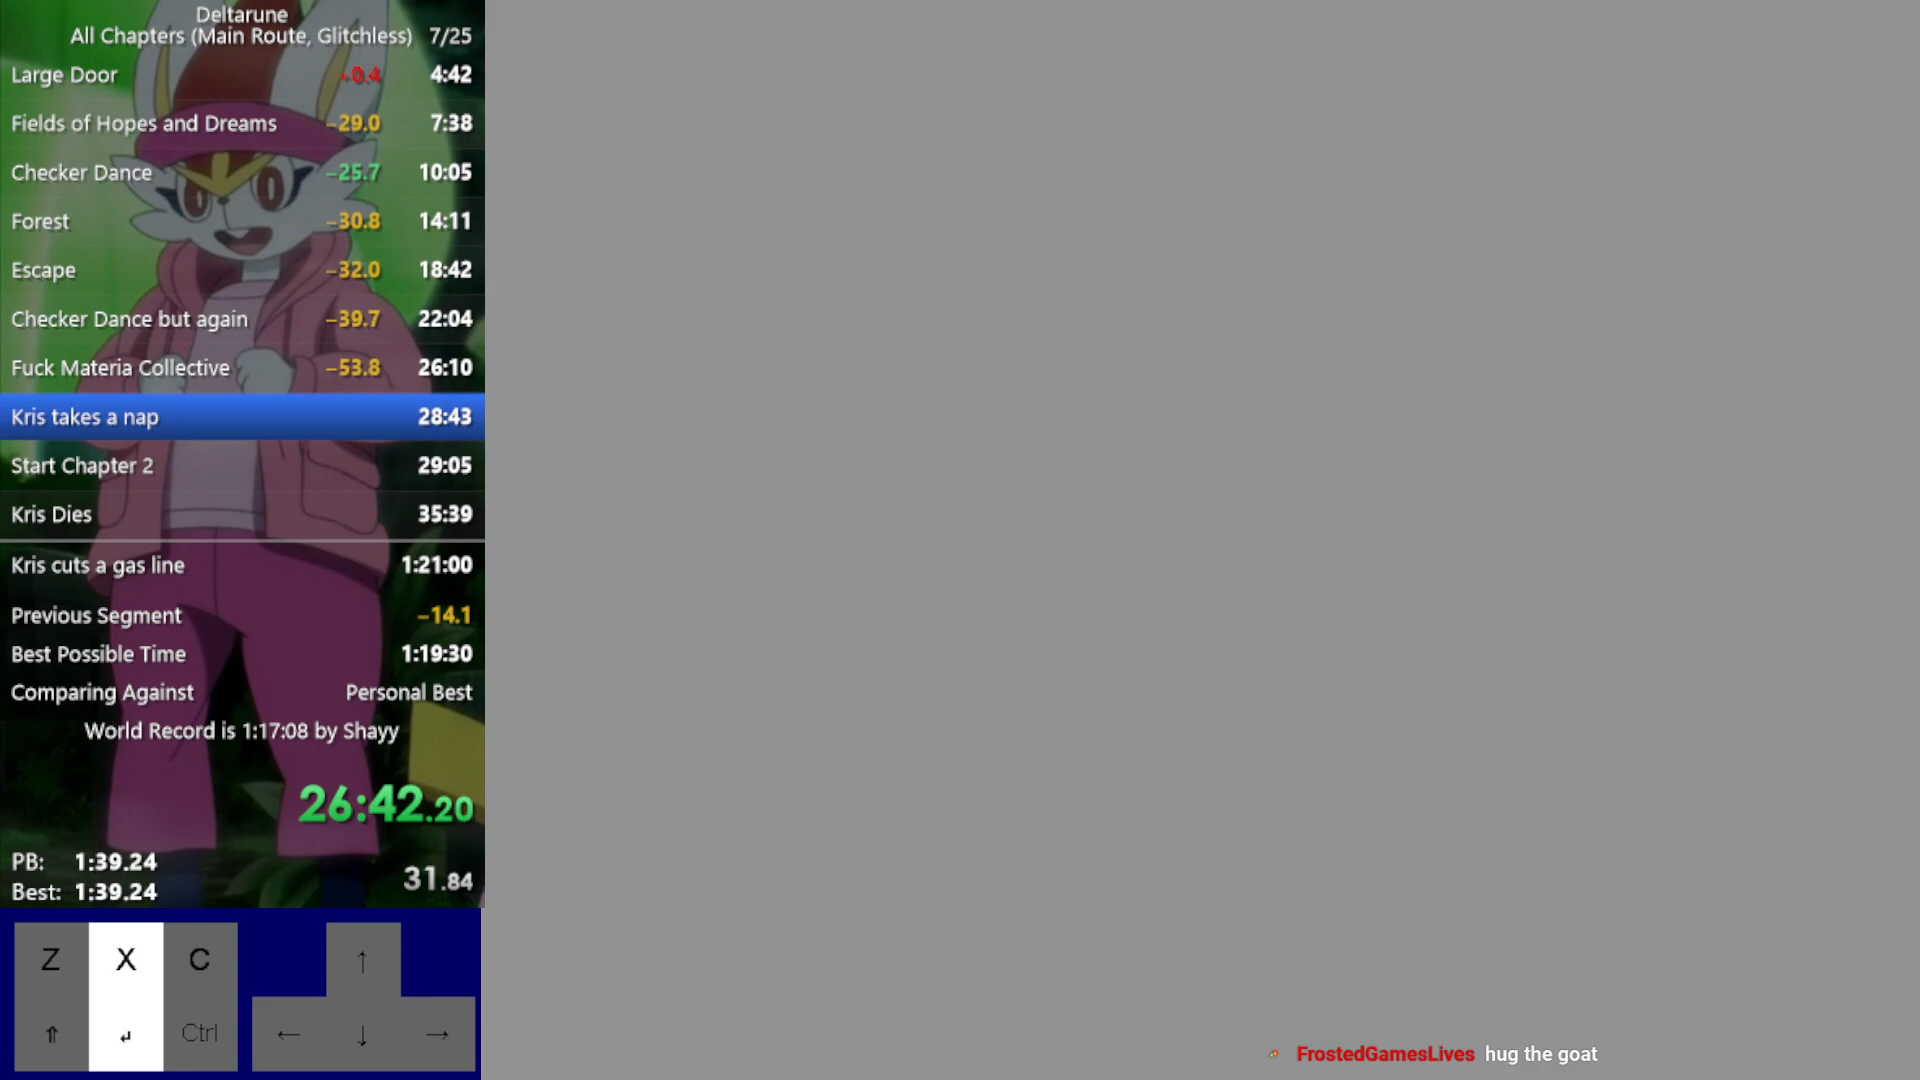 Deltarune
All Chapters (Main Route, Glitchless) 7/25
Large Door +0.4 4:42
Fields of Hopes and Dreams −29.0 7:38
Checker Dance −25.7 10:05
Forest −30.8 14:11
Escape −32.0 18:42
Checker Dance but again −39.7 22:04
Fuck Materia Collective −53.8 26:10
Kris takes a nap 28:43
Start Chapter 2 29:05
Kris Dies 35:39
Kris cuts a gas line 1:21:00
Previous Segment −14.1
Best Possible Time 1:19:30
Comparing Against Personal Best
World Record is 1:17:08 by Shayy
26:42.20
PB: 1:39.24
Best: 1:39.24
31.84
Z X C ↑
⇑ ↵ Ctrl ← ↓ →
FrostedGamesLives hug the goat